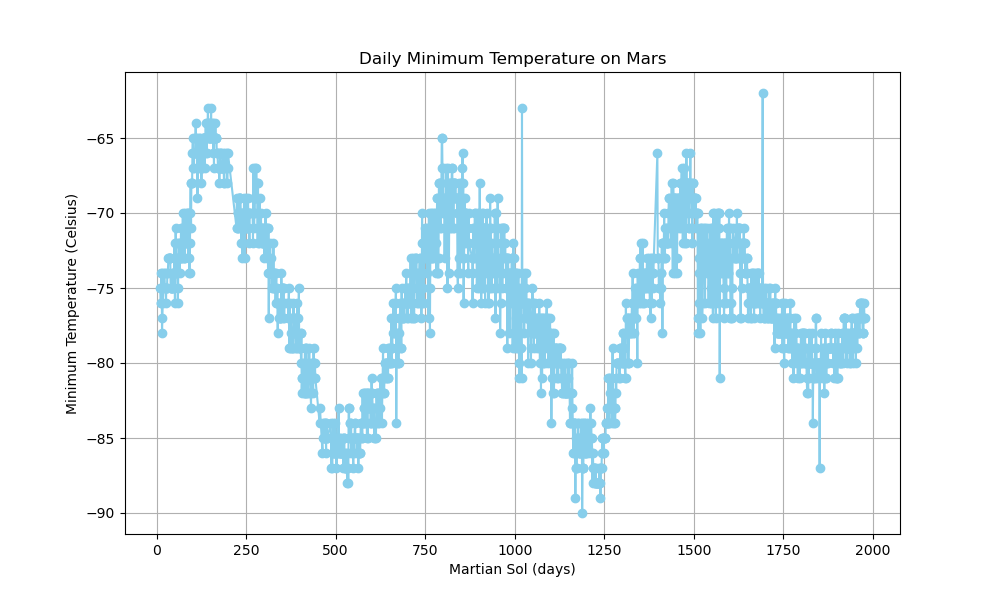 Daily Minimum Temperature on Mars
Minimum Temperature (Celsius)
−65
−70
−75
−80
−85
−90
0 250 500 750 1000 1250 1500 1750 2000
Martian Sol (days)